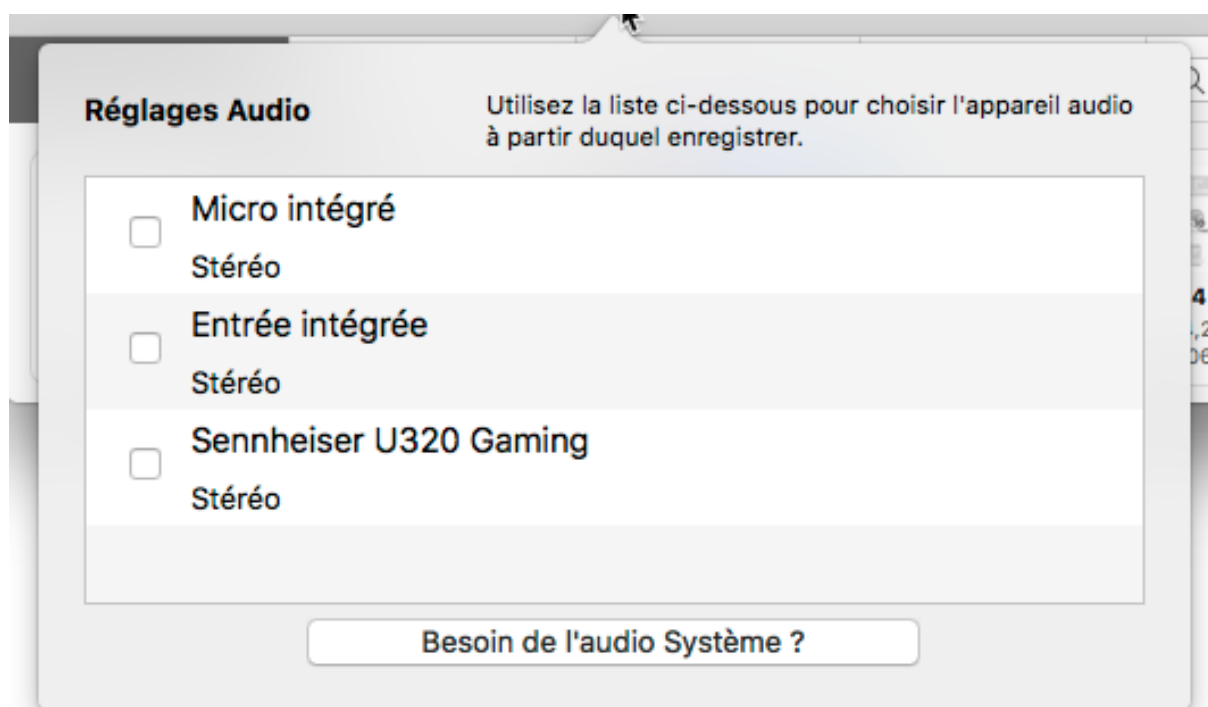 Réglages Audio
Utilisez la liste ci-dessous pour choisir l'appareil audio
à partir duquel enregistrer.
Micro intégré
Stéréo
Entrée intégrée
Stéréo
Sennheiser U320 Gaming
Stéréo
Besoin de l'audio Système ?